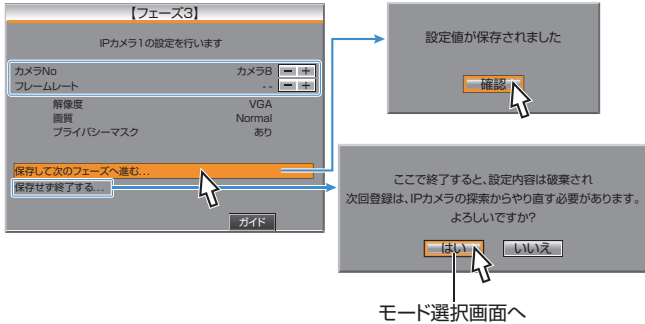 【フェーズ3】
IPカメラ1の設定を行います
カメラNo カメラ8 − +
フレームレート -- − +
解像度 VGA
画質 Normal
プライバシーマスク あり
保存して次のフェーズへ進む...
保存せず終了する...
ガイド
設定値が保存されました
確認
ここで終了すると、設定内容は破棄され
次回登録は、IPカメラの探索からやり直す必要があります。
よろしいですか?
はい いいえ
モード選択画面へ